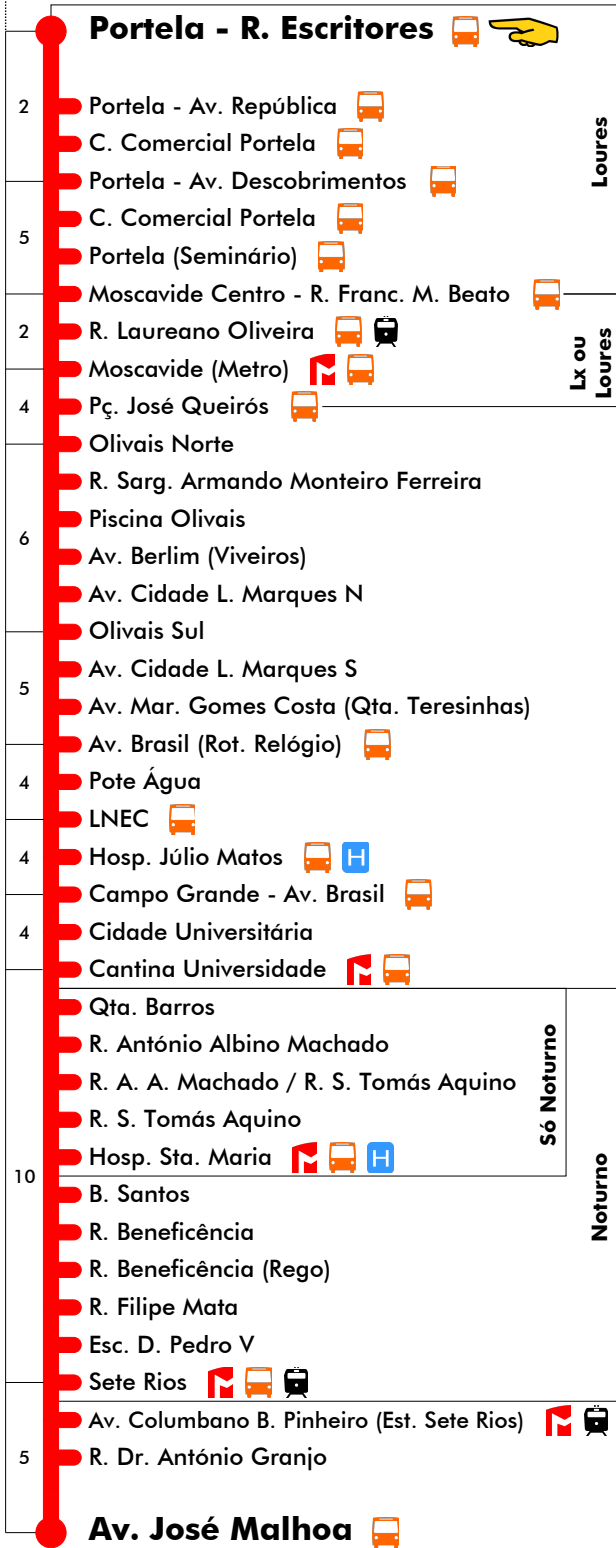 Portela - R. Escritores
2
Portela - Av. República
C. Comercial Portela
Loures
Portela - Av. Descobrimentos
5
C. Comercial Portela
Portela (Seminário)
Moscavide Centro - R. Franc. M. Beato
2
R. Laureano Oliveira
Lx ou
Loures
Moscavide (Metro)
4
Pç. José Queirós
Olivais Norte
R. Sarg. Armando Monteiro Ferreira
6
Piscina Olivais
Av. Berlim (Viveiros)
Av. Cidade L. Marques N
Olivais Sul
5
Av. Cidade L. Marques S
Av. Mar. Gomes Costa (Qta. Teresinhas)
Av. Brasil (Rot. Relógio)
4
Pote Água
LNEC
4
Hosp. Júlio Matos H
Campo Grande - Av. Brasil
4
Cidade Universitária
Cantina Universidade
Qta. Barros
R. António Albino Machado
R. A. A. Machado / R. S. Tomás Aquino
Só Noturno
R. S. Tomás Aquino
Hosp. Sta. Maria H
10
B. Santos
Noturno
R. Beneficência
R. Beneficência (Rego)
R. Filipe Mata
Esc. D. Pedro V
Sete Rios
Av. Columbano B. Pinheiro (Est. Sete Rios)
5
R. Dr. António Granjo
Av. José Malhoa